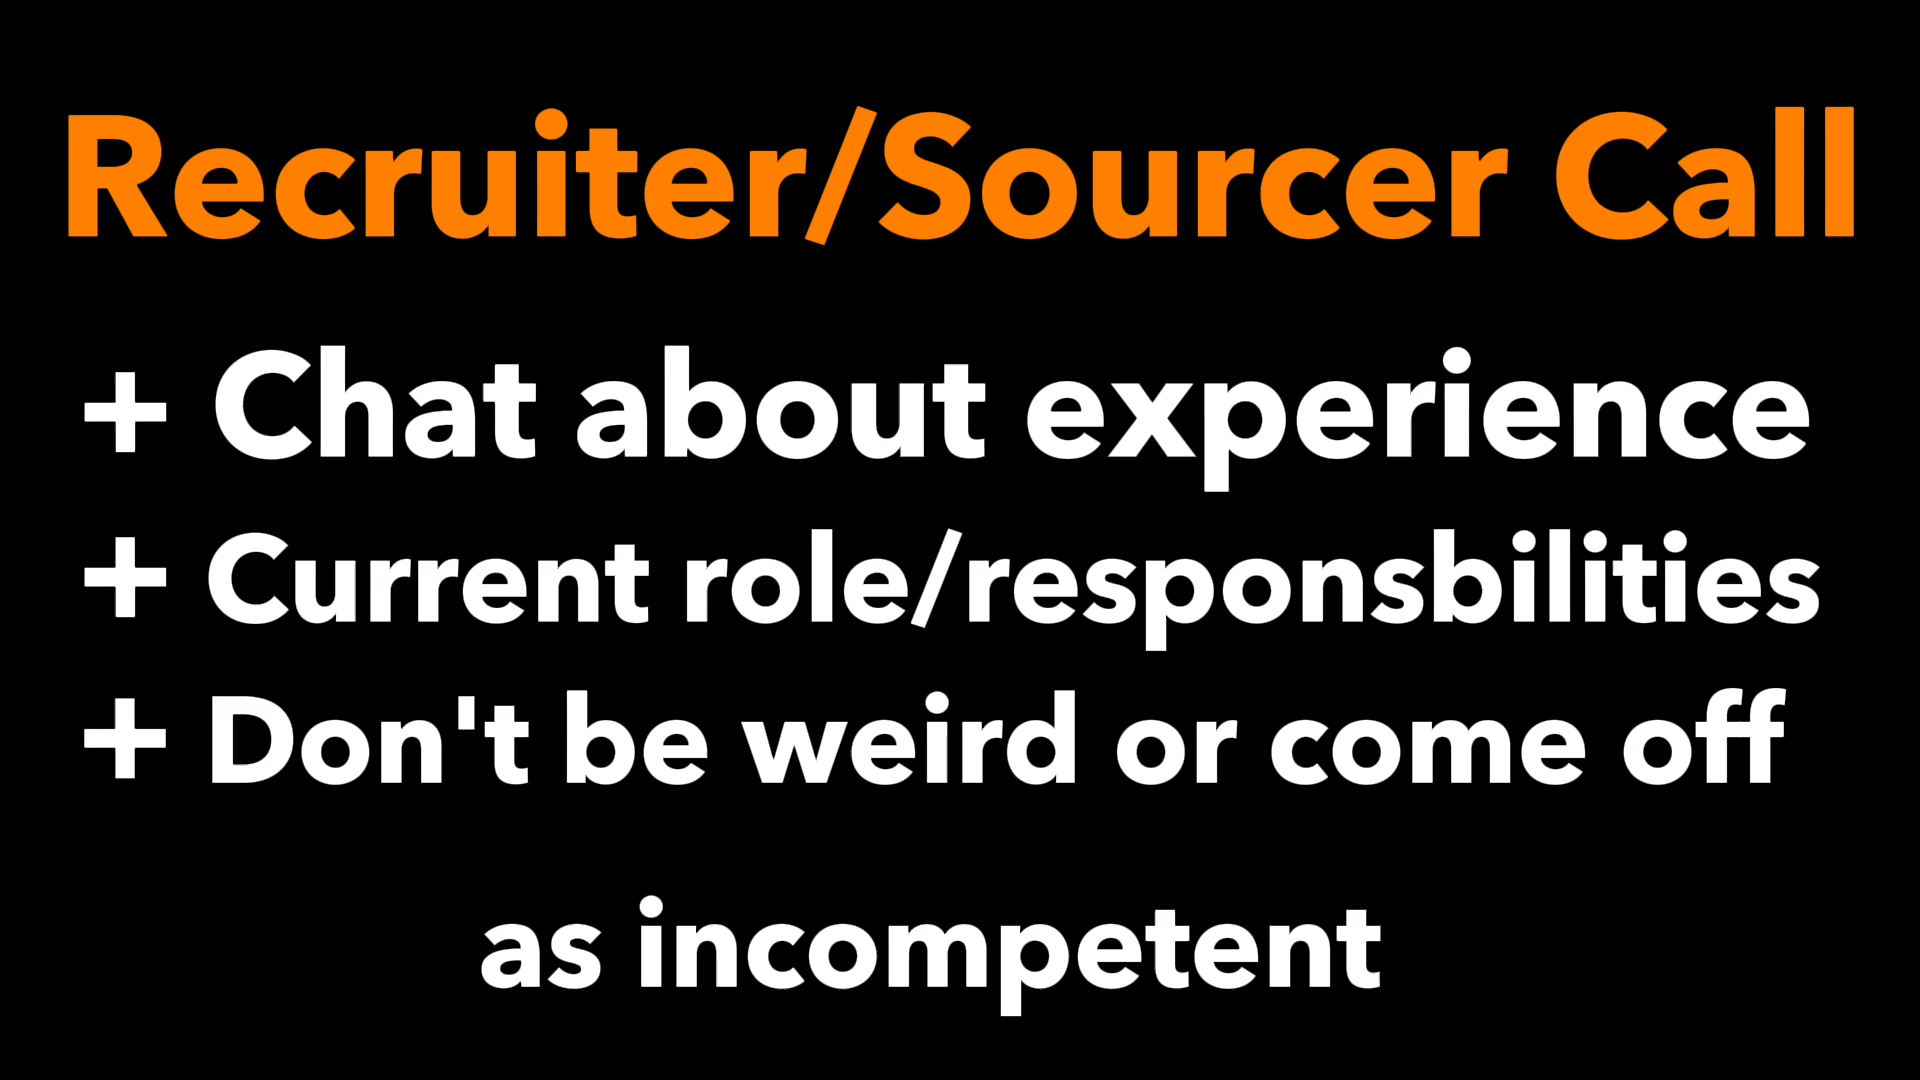 Recruiter/Sourcer Call
+ Chat about experience
+ Current role/responsbilities
+ Don't be weird or come off
as incompetent